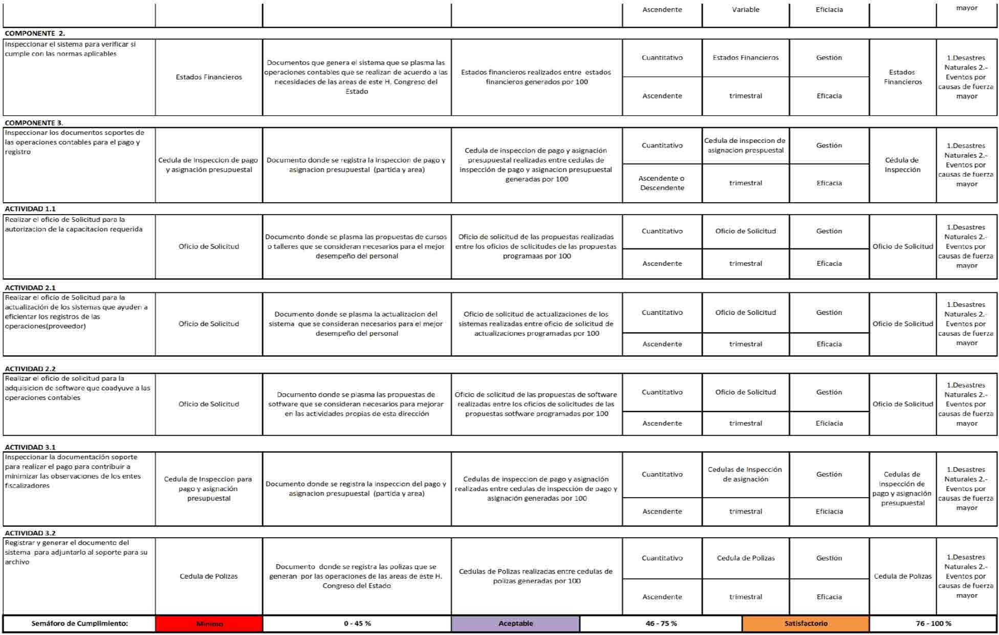 Ascendente Variable Eficiacia mayor
COMPONENTE 2.
Inspeccionar el sistema para verificar si
cumple con las normas aplicables
Estados Financieros
Documentos que genera el sistema que se plasma las
operaciones contables que se realizan de acuerdo a las
necesidades de las areas de este H. Congreso del
Estado
Estados financieros realizados entre estados
financieros generados por 100
Cuantitativo
Estados Financieros
Gestión
Ascendente
trimestral
Eficacia
Estados
Financieros
1.Desastres
Naturales 2.-
Eventos por
causas de fuerza
mayor
COMPONENTE 3.
Inspeccionar los documentos soportes de
las operaciones contables para el pago y
registro
Cedula de Inspeccion de pago
y asignación presupuestal
Documento donde se registra la inspeccion de pago y
asignacion presupuestal (partida y area)
Cedula de inspeccion de pago y asignación
presupuestal realizadas entre cedulas de
inspección de pago y asignacion presupuestal
generadas por 100
Cuantitativo
Cedula de inspeccion de
asignacion prespuestal
Gestión
Ascendente o
Descendente
trimestral
Eficacia
Cédula de
Inspección
1.Desastres
Naturales 2.-
Eventos por
causas de fuerza
mayor
ACTIVIDAD 1.1
Realizar el oficio de Solicitud para la
autorizacion de la capacitacion requerida
Oficio de Solicitud
Documento donde se plasma las propuestas de cursos
o talleres que se consideran necesarios para el mejor
desempeño del personal
Oficio de solicitud de las propuestas realizadas
entre los oficios de solicitudes de las propuestas
programaas por 100
Cuantitativo
Oficio de Solicitud
Gestión
Ascendente
trimestral
Eficacia
Oficio de Solicitud
1.Desastres
Naturales 2.-
Eventos por
causas de fuerza
mayor
ACTIVIDAD 2.1
Realizar el oficio de Solicitud para la
actualización de los sistemas que ayuden a
eficientar los registros de las
operaciones(proveedor)
Oficio de Solicitud
Documento donde se plasma la actualizacion del
sistema que se consideran necesarios para el mejor
desempeño del personal
Oficio de solicitud de actualizaciones de los
sistemas realizadas entre oficio de solicitud de
actualizaciones programadas por 100
Cuantitativo
Oficio de Solicitud
Gestión
Ascendente
trimestral
Eficacia
Oficio de Solicitud
1.Desastres
Naturales 2.-
Eventos por
causas de fuerza
mayor
ACTIVIDAD 2.2
Realizar el oficio de solicitud para la
adquisicion de software que coadyuve a las
operaciones contables
Oficio de Solicitud
Documento donde se plasma las propuestas de
sotfware que se consideran necesarios para mejorar
en las actividades propias de esta dirección
Oficio de solicitud de las propuestas de software
realizadas entre los oficios de solicitudes de las
propuestas sotfware programadas por 100
Cuantitativo
Oficio de Solicitud
Gestión
Ascendente
trimestral
Eficiacia
Oficio de Solicitud
1.Desastres
Naturales 2.-
Eventos por
causas de fuerza
mayor
ACTIVIDAD 3.1
Inspeccionar la documentación soporte
para realizar el pago para contribuir a
minimizar las observaciones de los entes
fiscalizadores
Cedula de Inspeccion para
pago y asignación
presupuestal
Documento donde se registra la inspeccion del pago y
asignacion presupuestal (partida y area)
Cedulas de inspeccion de pago y asignación
realizadas entre cedulas de inspección de pago y
asignación generadas por 100
Cuantitativo
Cedulas de Inspección
de asignación
Gestión
Ascendente
trimestral
Eficiacia
Cedulas de
Inspección de
pago y asignación
presupuestal
1.Desastres
Naturales 2.-
Eventos por
causas de fuerza
mayor
ACTIVIDAD 3.2
Registrar y generar el documento del
sistema para adjuntarlo al soporte para su
archivo
Cedula de Polizas
Documento donde se registra las polizas que se
generan por las operaciones de las areas de este H.
Congreso del Estado
Cedulas de Polizas realizadas entre cedulas de
polizas generadas por 100
Cuantitativo
Cedula de Polizas
Gestión
Ascendente
trimestral
Eficacia
Cedula de Polizas
1.Desastres
Naturales 2.-
Eventos por
causas de fuerza
mayor
Semáforo de Cumplimiento: Minimo 0 - 45 % Aceptable 46 - 75 % Satisfactorio 76 - 100 %